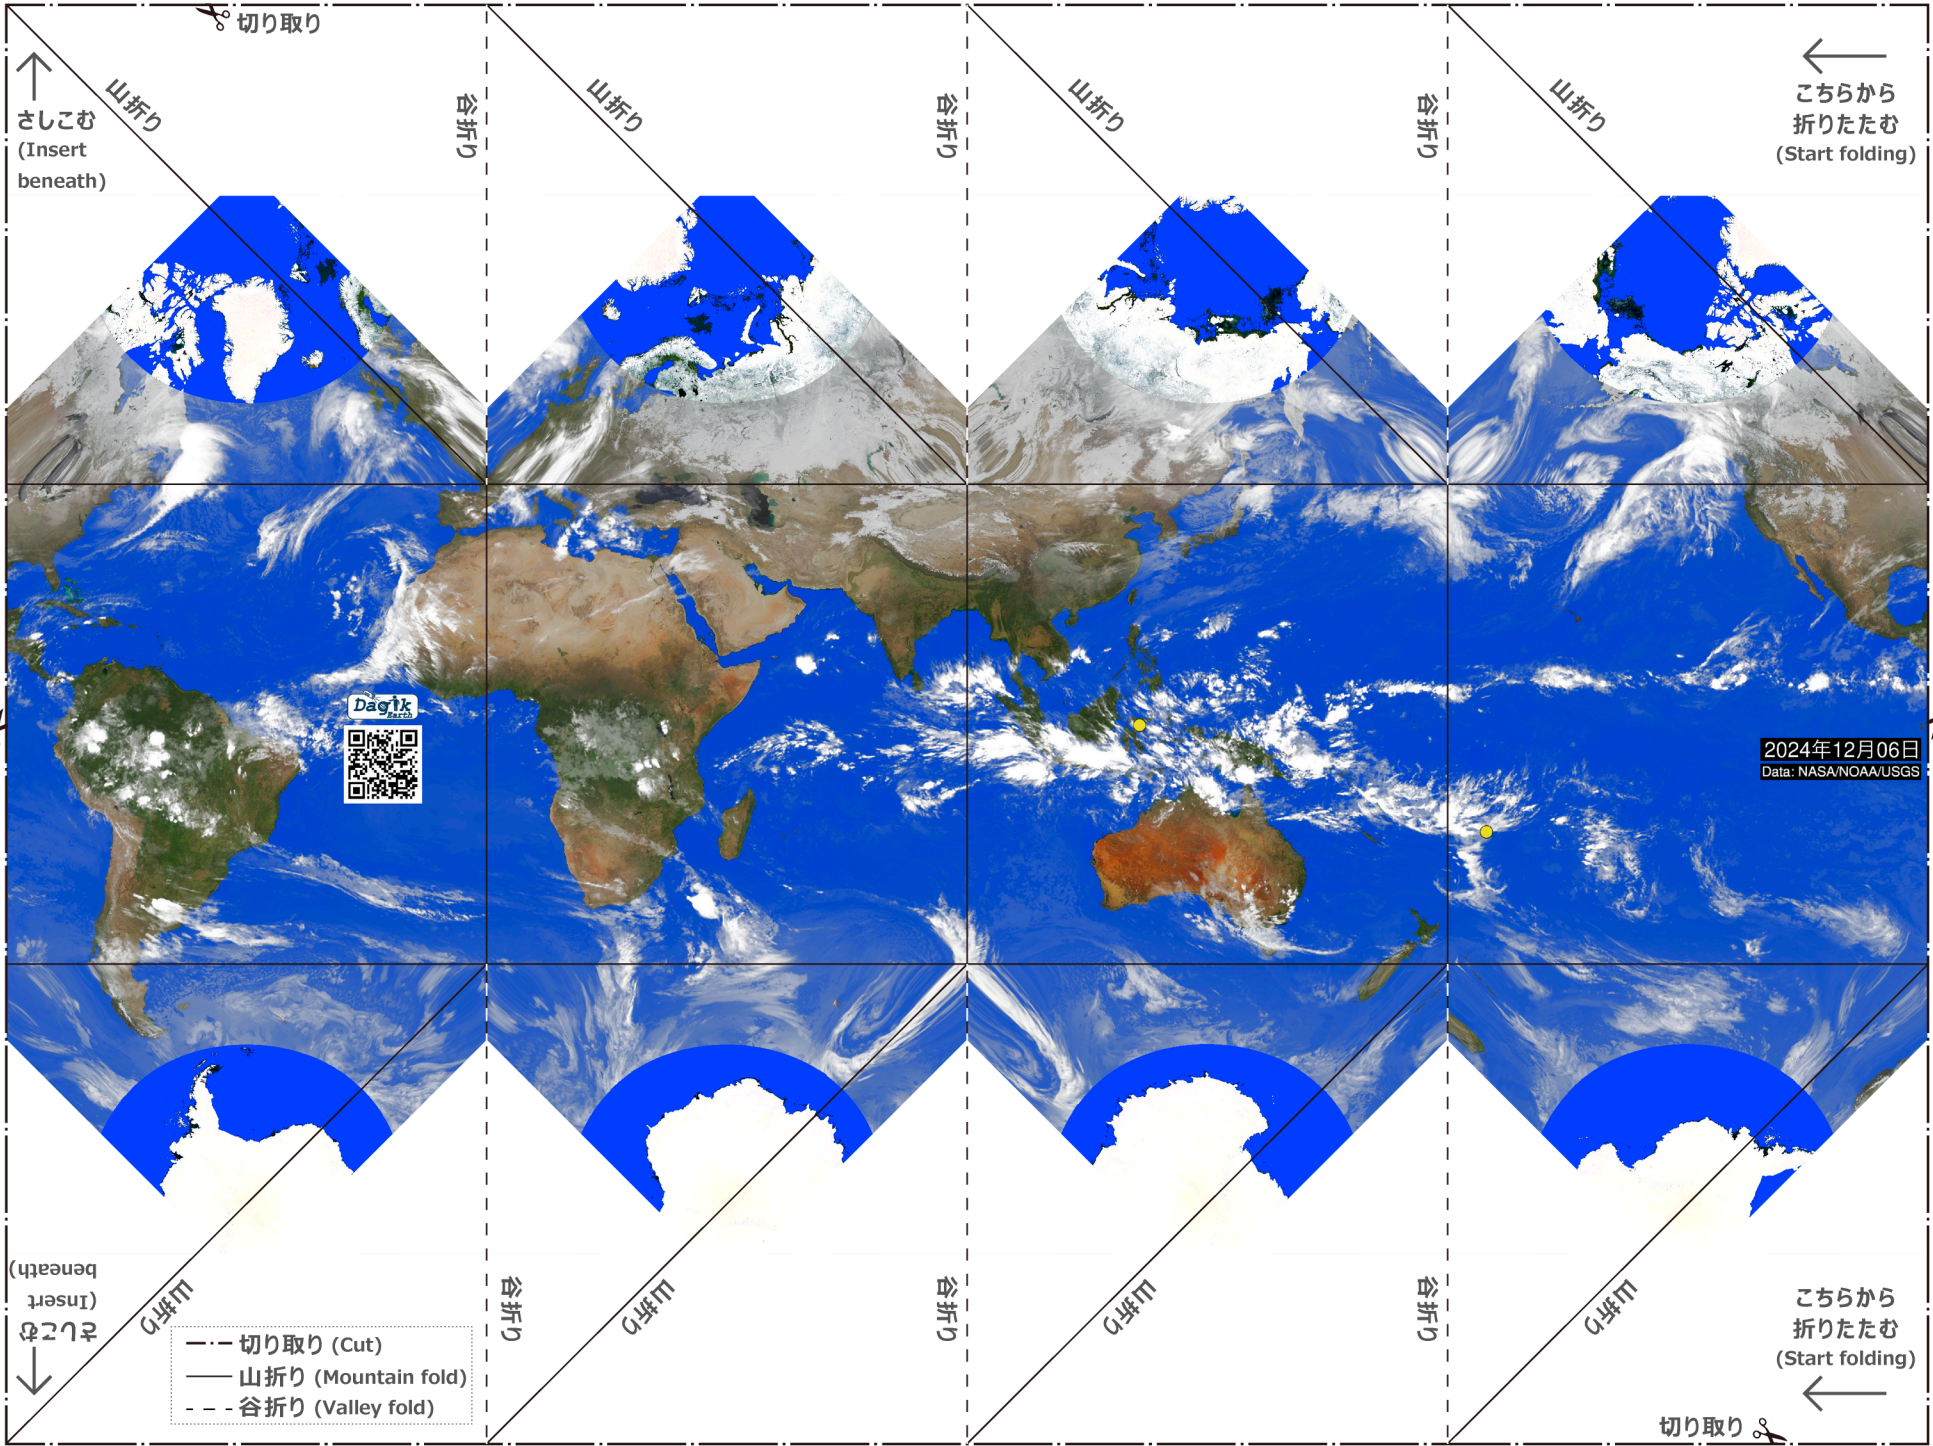 切り取り
山折り
谷折り
山折り
谷折り
山折り
谷折り
山折り
さしこむ
(Insert
beneath)
こちらから
折りたたむ
(Start folding)
Dagik
Earth
2024年12月06日
Data: NASA/NOAA/USGS
さしこむ
(Insert
beneath)
山折り
谷折り
山折り
谷折り
山折り
谷折り
山折り
こちらから
折りたたむ
(Start folding)
切り取り (Cut)
山折り (Mountain fold)
谷折り (Valley fold)
切り取り